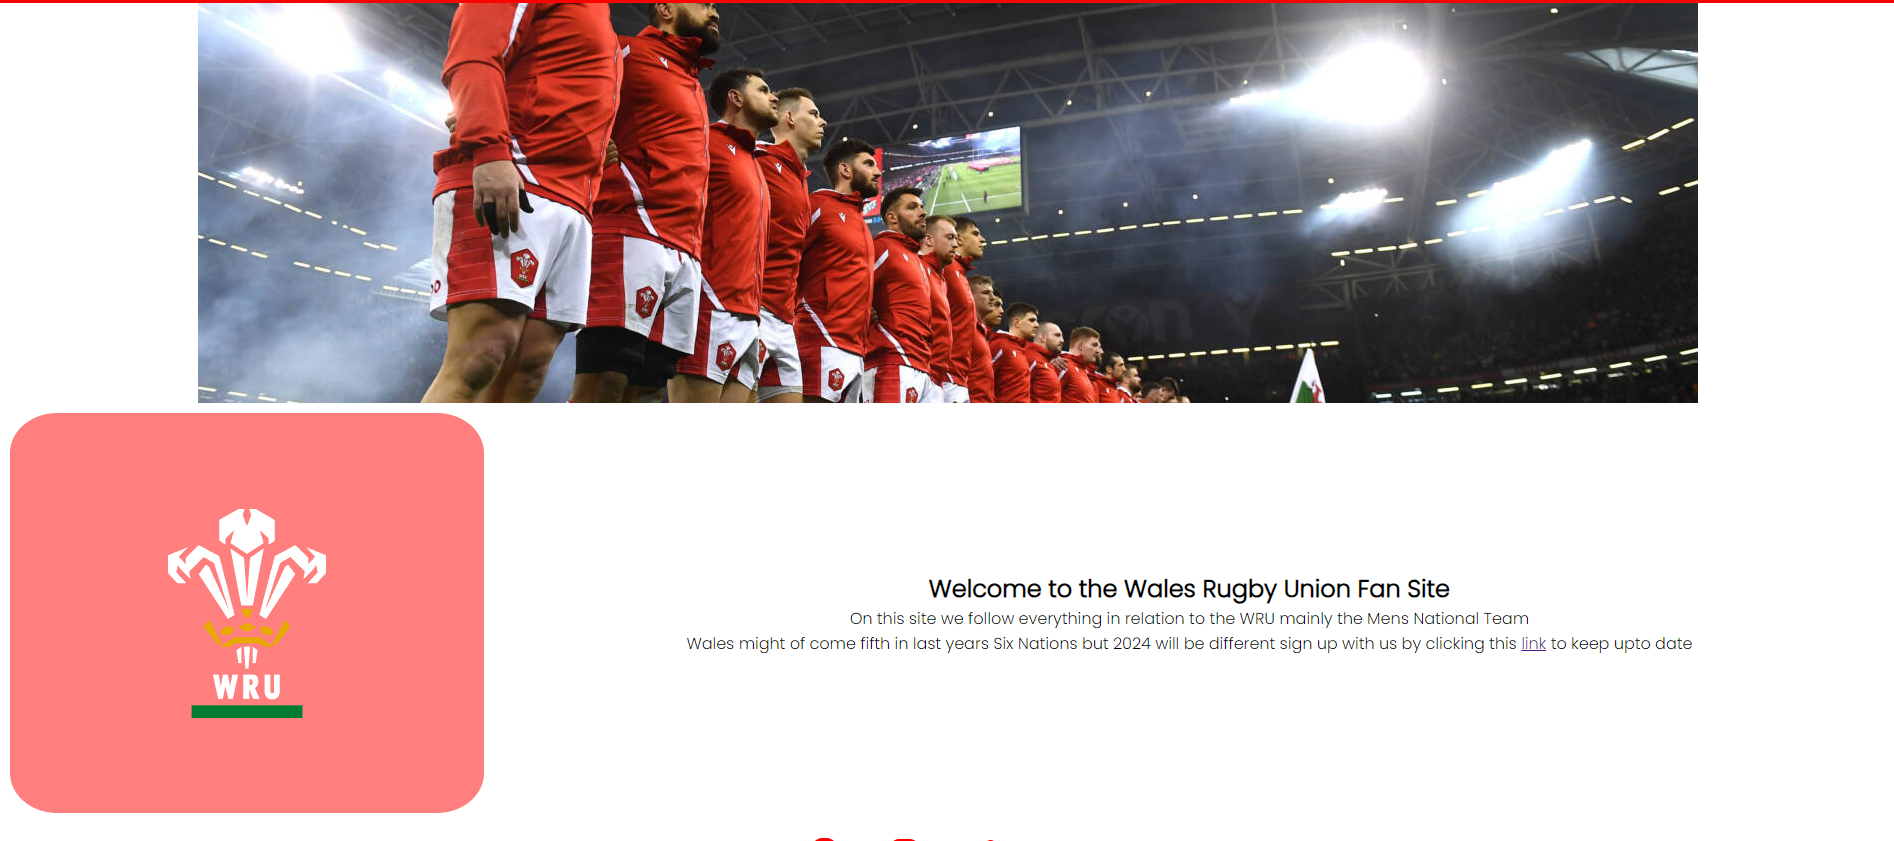 WRU
Welcome to the Wales Rugby Union Fan Site
On this site we follow everything in relation to the WRU mainly the Mens National Team
Wales might of come fifth in last years Six Nations but 2024 will be different sign up with us by clicking this link to keep upto date